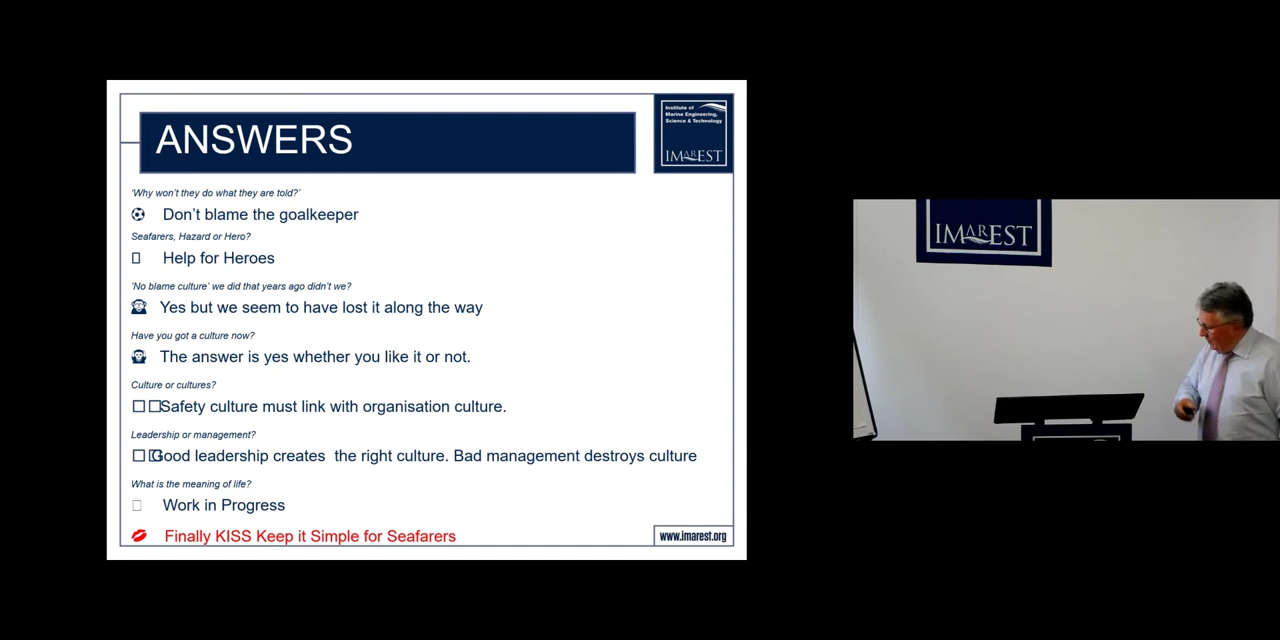 ANSWERS
Institute of
Marine Engineering,
Science & Technology
IMarEST
'Why won't they do what they are told?'
Don't blame the goalkeeper
Seafarers, Hazard or Hero?
Help for Heroes
'No blame culture' we did that years ago didn't we?
Yes but we seem to have lost it along the way
Have you got a culture now?
The answer is yes whether you like it or not.
Culture or cultures?
Safety culture must link with organisation culture.
Leadership or management?
Good leadership creates the right culture. Bad management destroys culture
What is the meaning of life?
Work in Progress
Finally KISS Keep it Simple for Seafarers
www.imarest.org
IMarEST